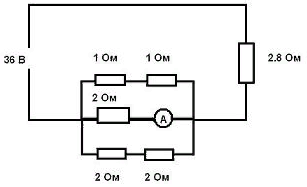 36 В
1 Ом 1 Ом
2.8 Ом
2 Ом
А
2 Ом 2 Ом